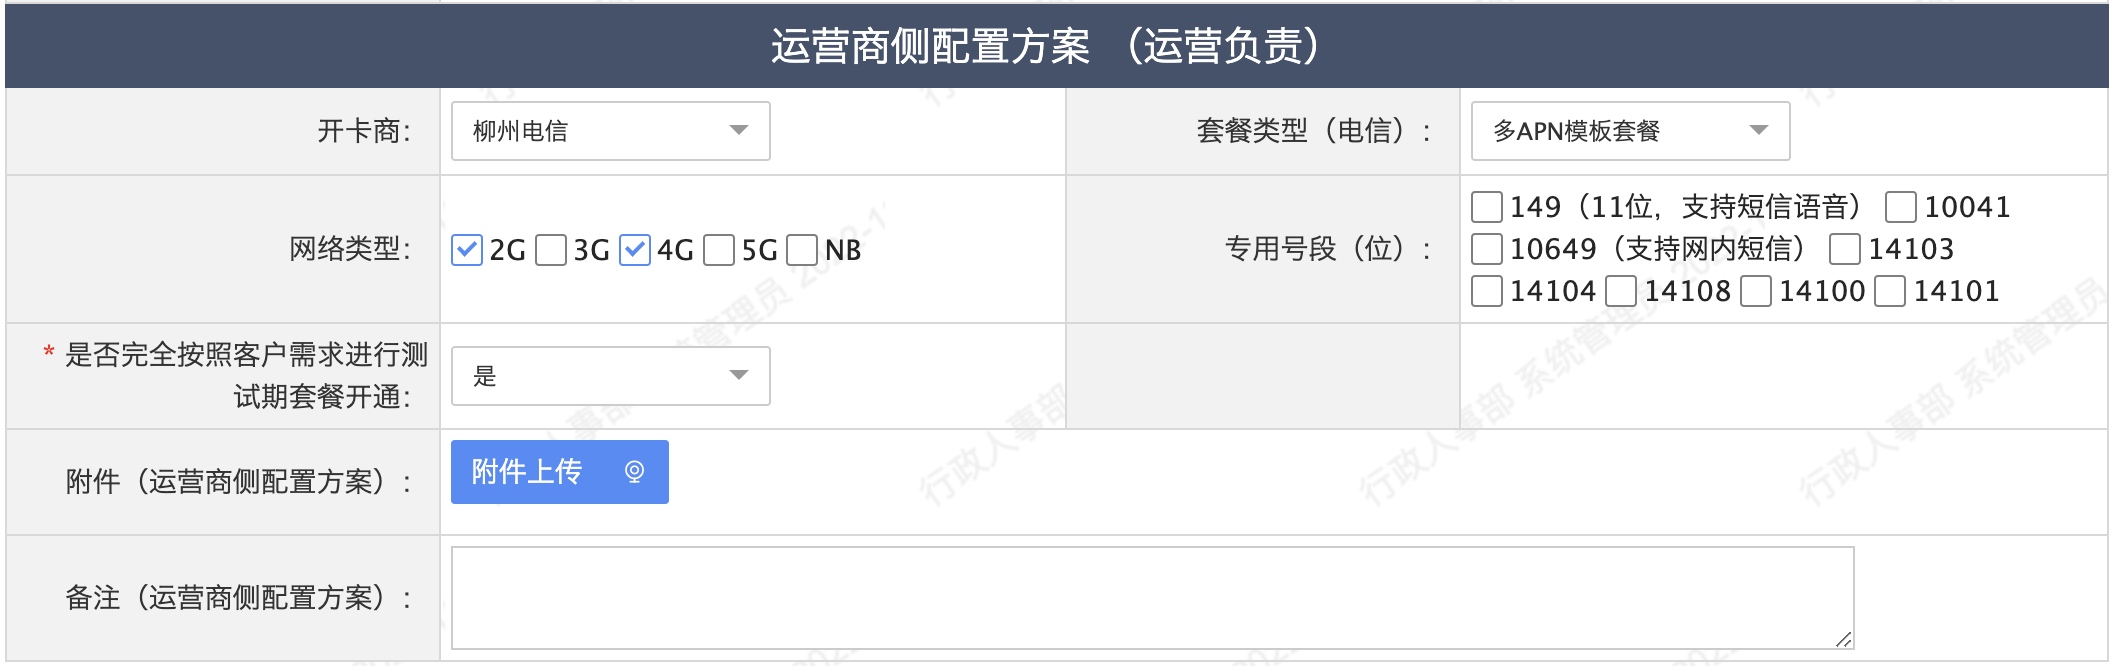 运营商侧配置方案 （运营负责）
开卡商： 柳州电信 套餐类型（电信）： 多APN模板套餐
网络类型： 2G 3G 4G 5G NB 专用号段（位）：
149（11位，支持短信语音） 10041
10649（支持网内短信） 14103
14104 14108 14100 14101
* 是否完全按照客户需求进行测
试期套餐开通： 是
附件（运营商侧配置方案）： 附件上传
备注（运营商侧配置方案）：
行政人事部 系统管理员